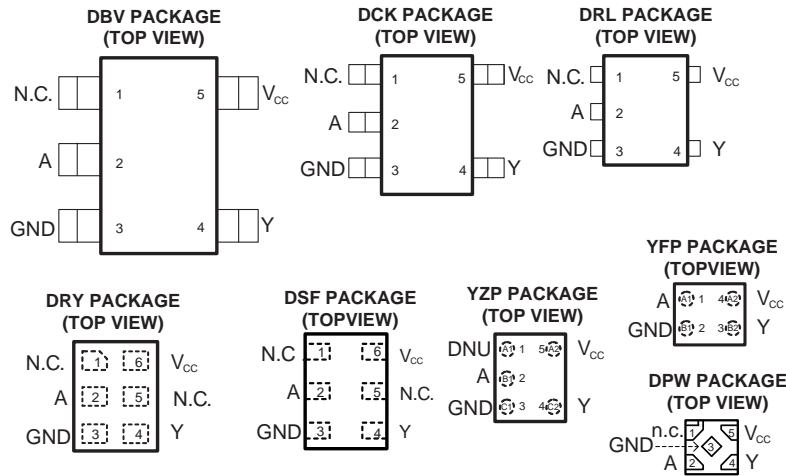 DBV PACKAGE
(TOP VIEW)
N.C. 1 5 VCC
A 2
GND 3 4 Y
DCK PACKAGE
(TOP VIEW)
N.C. 1 5 VCC
A 2
GND 3 4 Y
DRL PACKAGE
(TOP VIEW)
N.C. 1 5 VCC
A 2
GND 3 4 Y
DRY PACKAGE
(TOP VIEW)
N.C. 1 6 VCC
A 2 5 N.C.
GND 3 4 Y
DSF PACKAGE
(TOPVIEW)
N.C 1 6 VCC
A 2 5 N.C.
GND 3 4 Y
YZP PACKAGE
(TOP VIEW)
DNU A1 1 5 A2 VCC
A B1 2
GND C1 3 4 C2 Y
YFP PACKAGE
(TOPVIEW)
A A1 1 4 A2 VCC
GND B1 2 3 B2 Y
DPW PACKAGE
(TOP VIEW)
n.c. 1 5 VCC
GND 3
A 2 4 Y